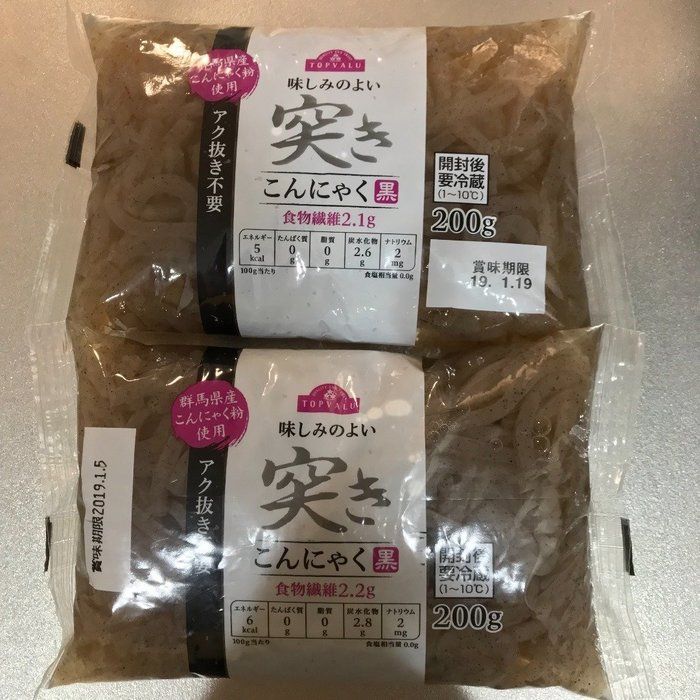 TOPVALU
群馬県産
こんにゃく粉
使用
アク抜き不要
味しみのよい
突き
こんにゃく 黒
食物繊維2.1g
エネルギー たんぱく質 脂質 炭水化物 ナトリウム
5 0 0 2.6 2
kcal g g g mg
100g当たり 食塩相当量 0.0g
開封後
要冷蔵
(1~10℃)
200g
賞味期限
19. 1.19
TOPVALU
群馬県産
こんにゃく粉
使用
賞味期限2019.1.5
アク抜き
味しみのよい
突き
こんにゃく 黒
食物繊維2.2g
エネルギー たんぱく質 脂質 炭水化物 ナトリウム
6 0 0 2.8 2
kcal g g g mg
100g当たり 食塩相当量 0.0g
開封後
要冷蔵
(1~10℃)
200g